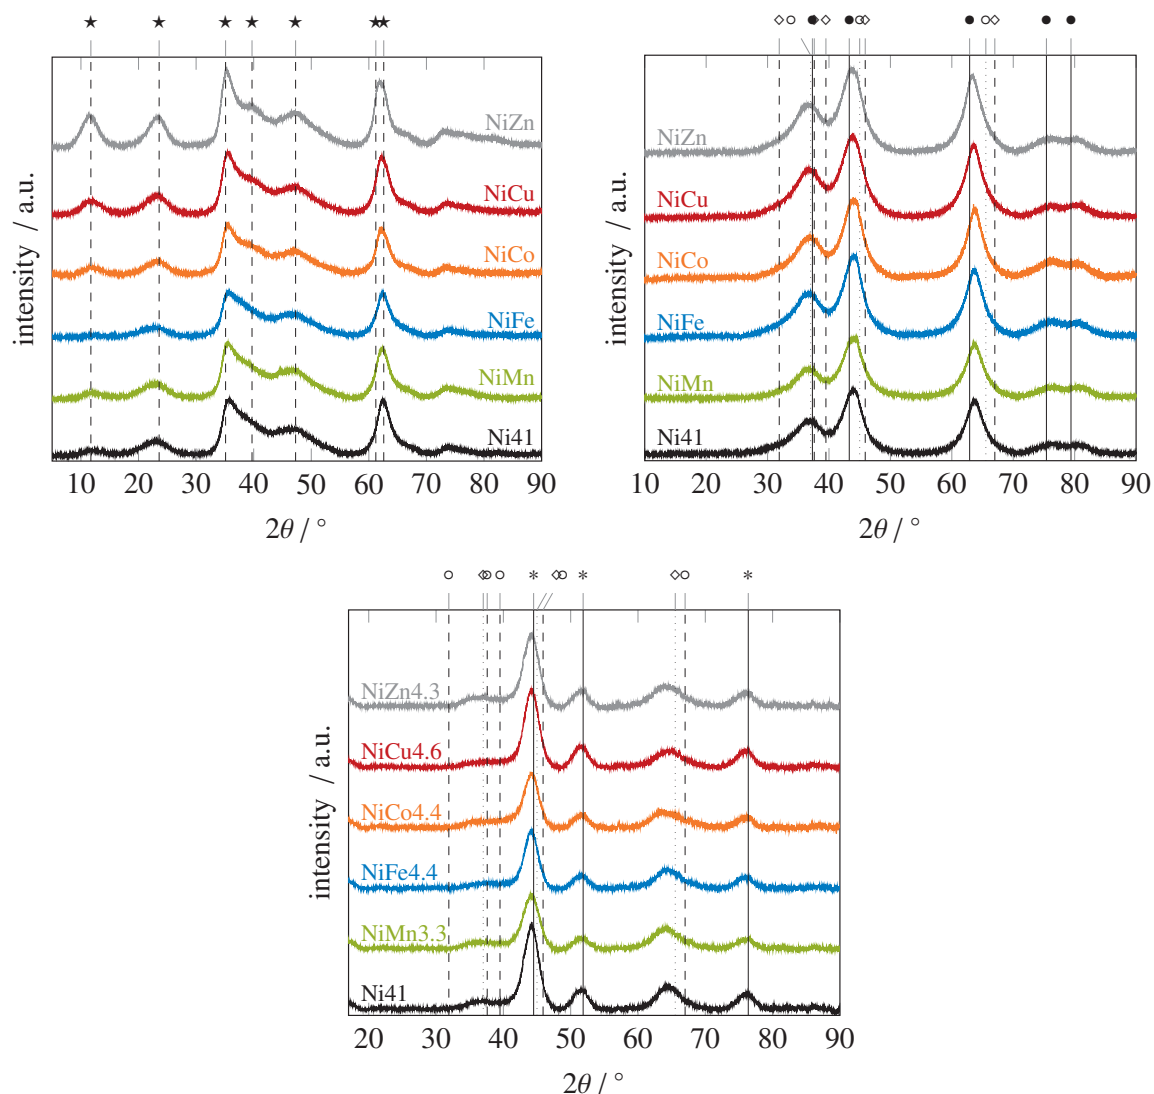 ★ ★ ★ ★ ★ ★★
NiZn
NiCu
NiCo
NiFe
NiMn
Ni41
10 20 30 40 50 60 70 80 90
2θ / °
intensity / a.u.
◇ ○ ●◇ ◇ ● ○◇ ● ○ ◇ ● ●
NiZn
NiCu
NiCo
NiFe
NiMn
Ni41
10 20 30 40 50 60 70 80 90
2θ / °
intensity / a.u.
○ ◇○ ○ * ◇○ * ◇ ○ *
NiZn4.3
NiCu4.6
NiCo4.4
NiFe4.4
NiMn3.3
Ni41
20 30 40 50 60 70 80 90
2θ / °
intensity / a.u.